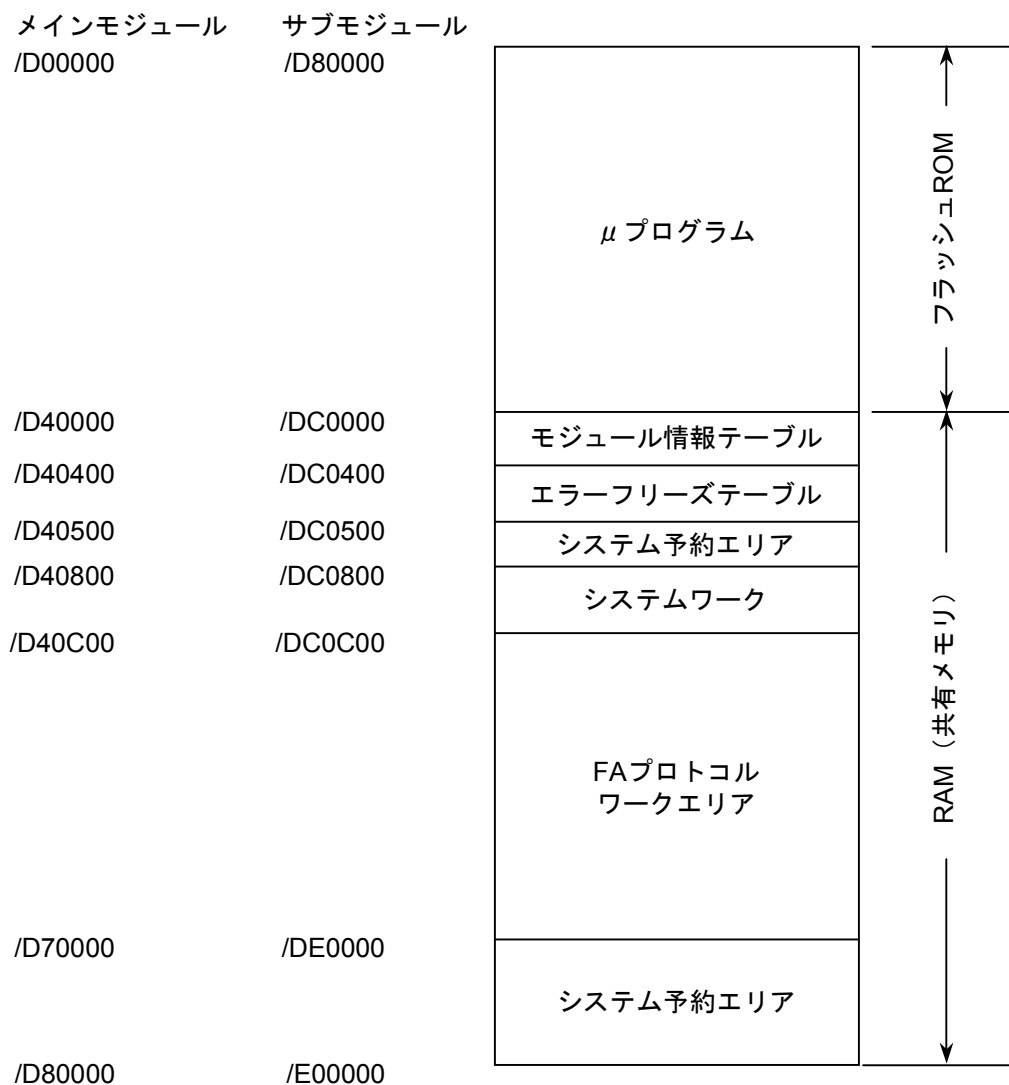 メインモジュール サブモジュール
/D00000 /D80000
μプログラム
フラッシュROM
/D40000 /DC0000
モジュール情報テーブル
/D40400 /DC0400
エラーフリーズテーブル
/D40500 /DC0500
システム予約エリア
/D40800 /DC0800
システムワーク
/D40C00 /DC0C00
FAプロトコル
ワークエリア
RAM（共有メモリ）
/D70000 /DE0000
システム予約エリア
/D80000 /E00000